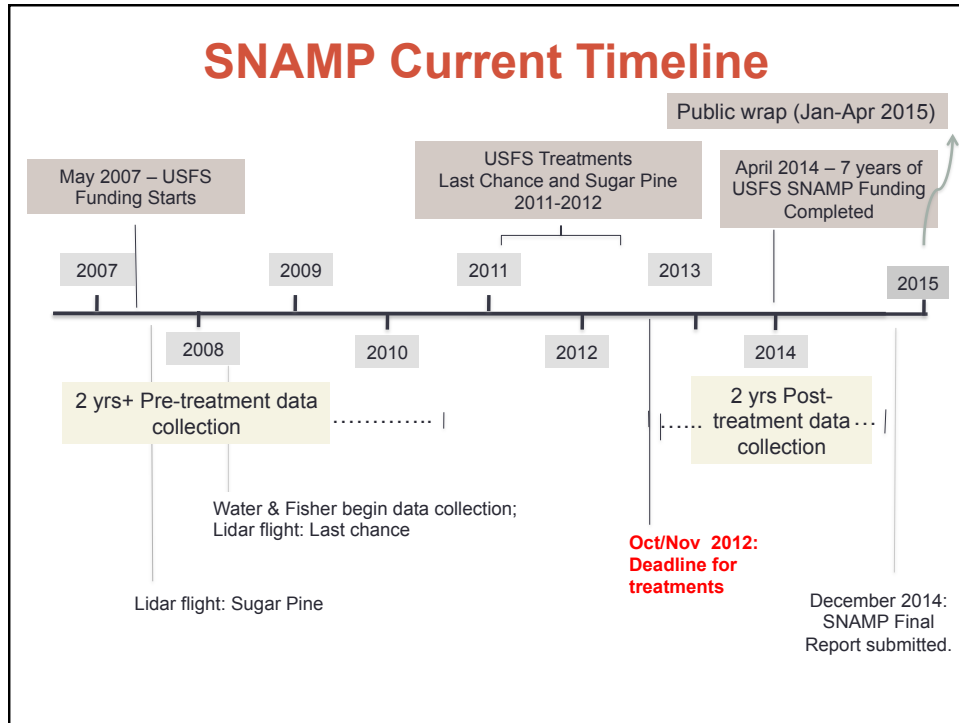 SNAMP Current Timeline
Public wrap (Jan-Apr 2015)
May 2007 – USFS
Funding Starts
USFS Treatments
Last Chance and Sugar Pine
2011-2012
April 2014 – 7 years of
USFS SNAMP Funding
Completed
2007
2009
2011
2013
2015
2008
2010
2012
2014
2 yrs+ Pre-treatment data
collection
.............
......
2 yrs Post-
treatment data
collection
...
Water & Fisher begin data collection;
Lidar flight: Last chance
Lidar flight: Sugar Pine
Oct/Nov 2012:
Deadline for
treatments
December 2014:
SNAMP Final
Report submitted.